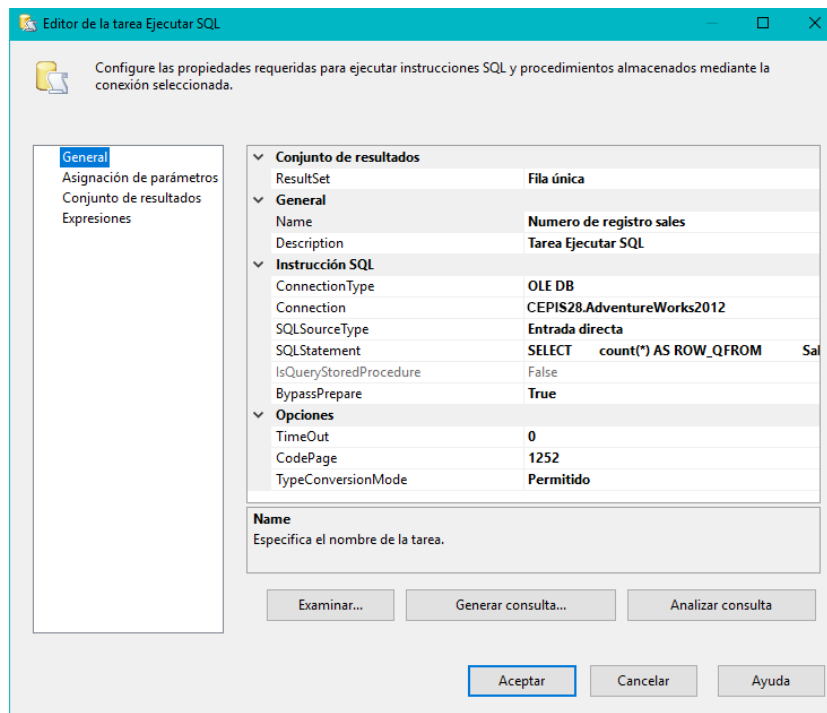 Editor de la tarea Ejecutar SQL
Configure las propiedades requeridas para ejecutar instrucciones SQL y procedimientos almacenados mediante la
conexión seleccionada.
General
Asignación de parámetros
Conjunto de resultados
Expresiones
Conjunto de resultados
ResultSet Fila única
General
Name Numero de registro sales
Description Tarea Ejecutar SQL
Instrucción SQL
ConnectionType OLE DB
Connection CEPIS28.AdventureWorks2012
SQLSourceType Entrada directa
SQLStatement SELECT count(*) AS ROW_QFROM Sal
IsQueryStoredProcedure False
BypassPrepare True
Opciones
TimeOut 0
CodePage 1252
TypeConversionMode Permitido
Name
Especifica el nombre de la tarea.
Examinar... Generar consulta... Analizar consulta
Aceptar Cancelar Ayuda